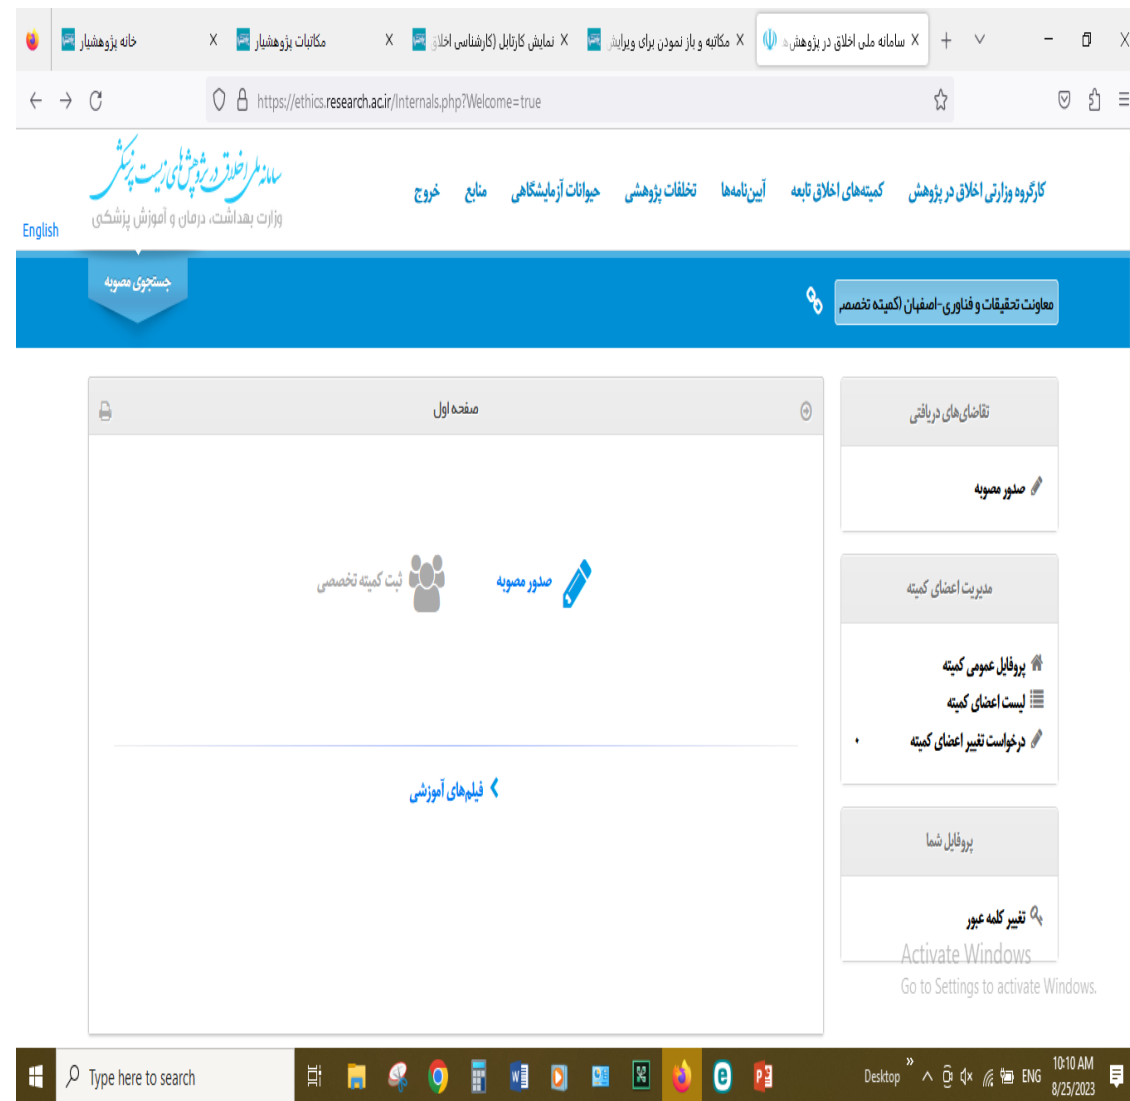 خانه پژوهشیار
مکاتبات پژوهشیار
نمایش کارتابل (کارشناسی اخلاق
مکاتبه و باز نمودن برای ویرایش
سامانه ملی اخلاق در پژوهش ه
https://ethics.research.ac.ir/Internals.php?Welcome=true
سامانه ملی اخلاق در پژوهش‌های زیست پزشکی
وزارت بهداشت، درمان و آموزش پزشکی
English
کارگروه وزارتی اخلاق در پژوهش
کمیته‌های اخلاق تابعه
آیین‌نامه‌ها
تخلفات پژوهشی
حیوانات آزمایشگاهی
منابع
خروج
جستجوی مصوبه
معاونت تحقیقات و فناوری-اصفهان (کمیته تخصصی
صفحه اول
صدور مصوبه
ثبت کمیته تخصصی
فیلم‌های آموزشی
تقاضای‌های دریافتی
صدور مصوبه
مدیریت اعضای کمیته
پروفایل عمومی کمیته
لیست اعضای کمیته
درخواست تغییر اعضای کمیته ۰
پروفایل شما
تغییر کلمه عبور
Activate Windows
Go to Settings to activate Windows.
Type here to search
Desktop
ENG
10:10 AM
8/25/2023